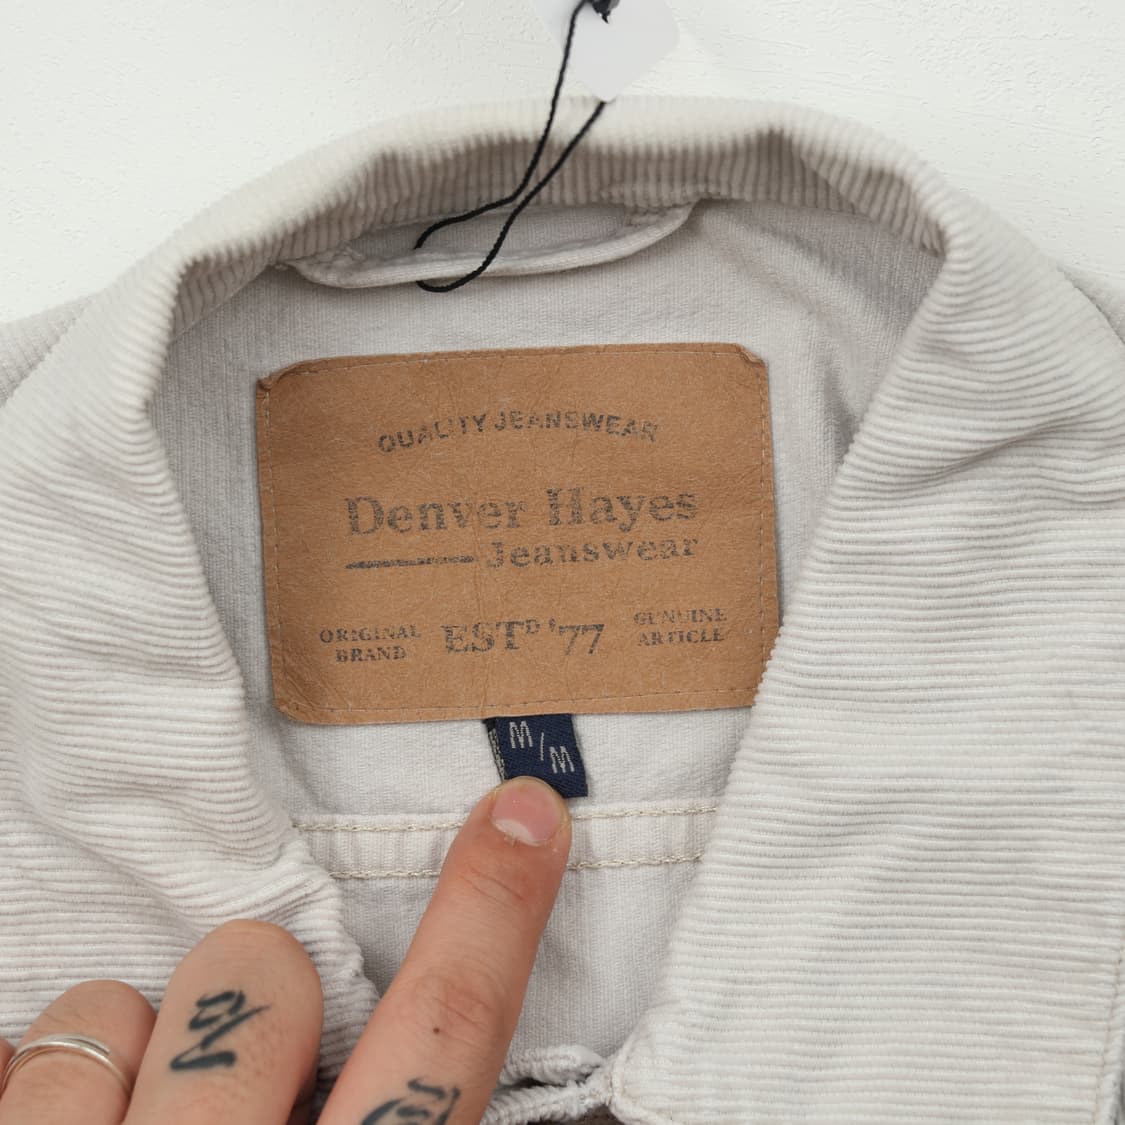 QUALITY JEANSWEAR
Denver Hayes
Jeanswear
ORIGINAL BRAND
ESTD '77
GENUINE ARTICLE
M/M